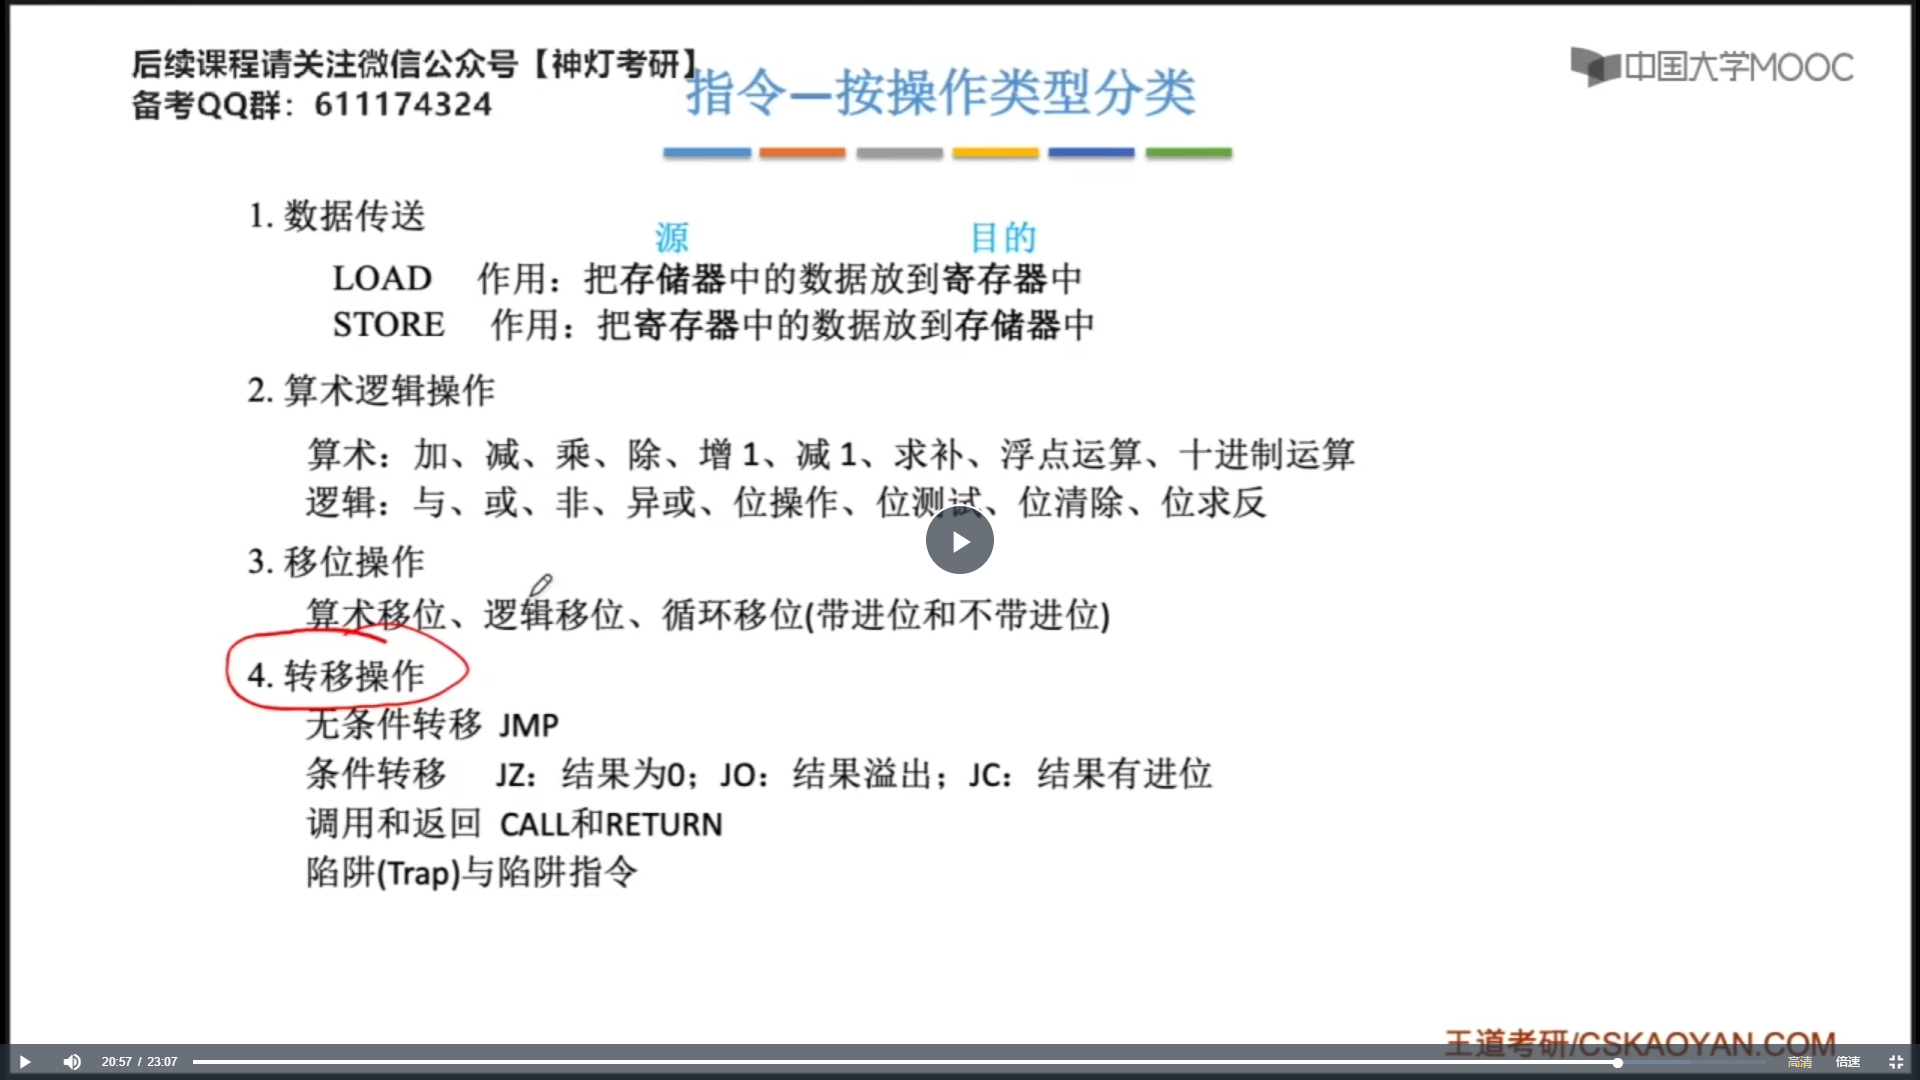 后续课程请关注微信公众号【神灯考研】
备考QQ群：611174324
中国大学MOOC
指令—按操作类型分类
1. 数据传送
源 目的
LOAD 作用：把存储器中的数据放到寄存器中
STORE 作用：把寄存器中的数据放到存储器中
2. 算术逻辑操作
算术：加、减、乘、除、增 1、减 1、求补、浮点运算、十进制运算
逻辑：与、或、非、异或、位操作、位测试、位清除、位求反
3. 移位操作
算术移位、逻辑移位、循环移位(带进位和不带进位)
4. 转移操作
无条件转移 JMP
条件转移 JZ：结果为0；JO：结果溢出；JC：结果有进位
调用和返回 CALL和RETURN
陷阱(Trap)与陷阱指令
王道考研/CSKAOYAN.COM
20:57 / 23:07 高清 倍速